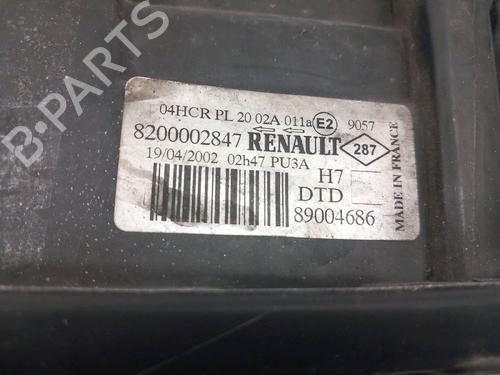 B-PARTS
04HCR PL 20 02A 011a E2 9057
8200002847 RENAULT 287
19/04/2002 02h47 PU3A
H7
DTD
89004686
MADE IN FRANCE